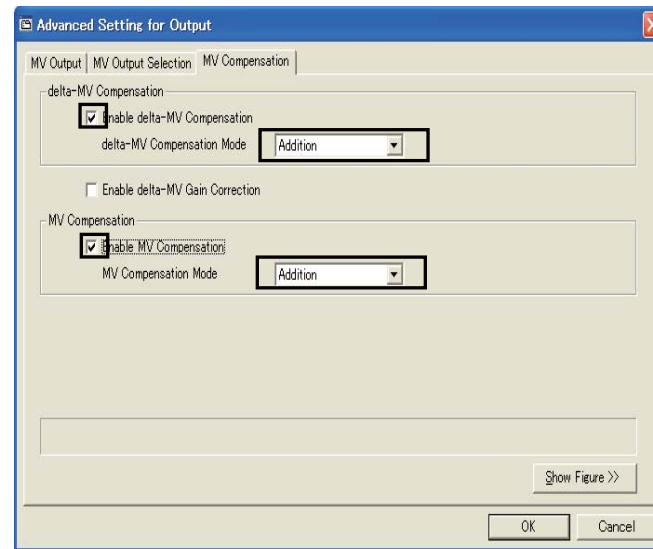 Advanced Setting for Output
MV Output MV Output Selection MV Compensation
delta-MV Compensation
Enable delta-MV Compensation
delta-MV Compensation Mode Addition
Enable delta-MV Gain Correction
MV Compensation
Enable MV Compensation
MV Compensation Mode Addition
Show Figure >>
OK Cancel